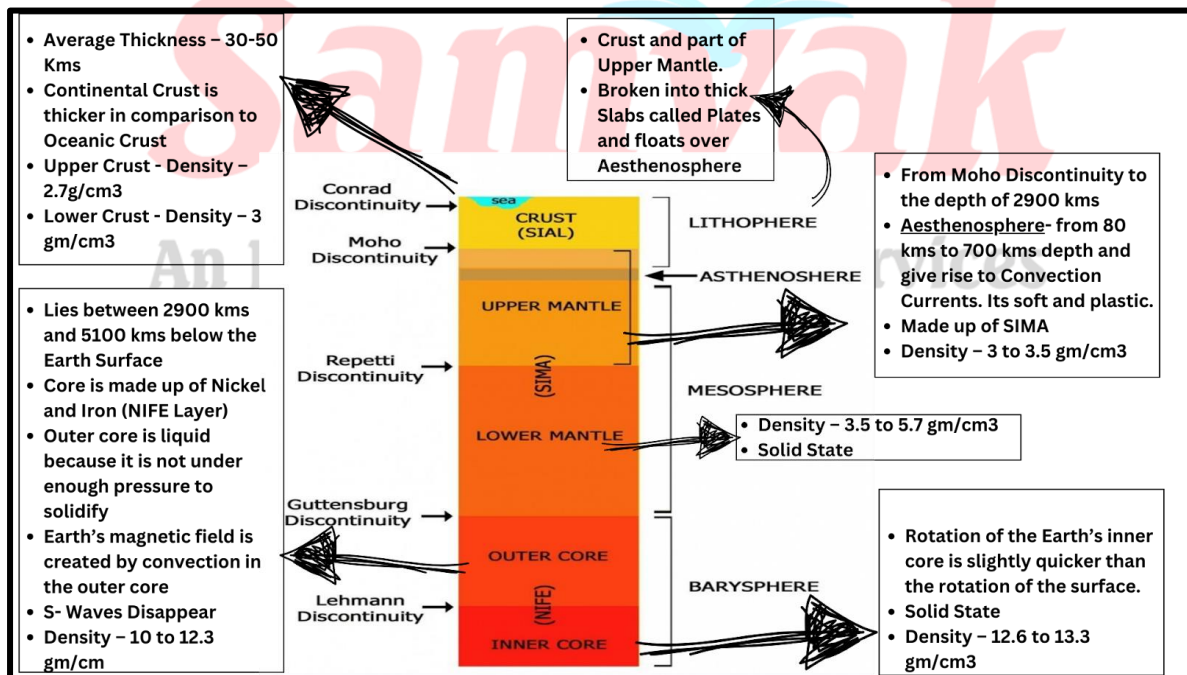 Samvak
An I
rvices
• Average Thickness – 30-50
Kms
• Continental Crust is
thicker in comparison to
Oceanic Crust
• Upper Crust - Density –
2.7g/cm3
• Lower Crust - Density – 3
gm/cm3
• Crust and part of
Upper Mantle.
• Broken into thick
Slabs called Plates
and floats over
Aesthenosphere
• From Moho Discontinuity to
the depth of 2900 kms
• Aesthenosphere- from 80
kms to 700 kms depth and
give rise to Convection
Currents. Its soft and plastic.
• Made up of SIMA
• Density – 3 to 3.5 gm/cm3
Conrad
Discontinuity
Moho
Discontinuity
Repetti
Discontinuity
Guttensburg
Discontinuity
Lehmann
Discontinuity
sea
CRUST
(SIAL)
UPPER MANTLE
(SIMA)
LOWER MANTLE
OUTER CORE
(NIFE)
INNER CORE
LITHOPHERE
ASTHENOSHERE
MESOSPHERE
BARYSPHERE
• Density – 3.5 to 5.7 gm/cm3
• Solid State
• Lies between 2900 kms
and 5100 kms below the
Earth Surface
• Core is made up of Nickel
and Iron (NIFE Layer)
• Outer core is liquid
because it is not under
enough pressure to
solidify
• Earth's magnetic field is
created by convection in
the outer core
• S- Waves Disappear
• Density – 10 to 12.3
gm/cm
• Rotation of the Earth's inner
core is slightly quicker than
the rotation of the surface.
• Solid State
• Density – 12.6 to 13.3
gm/cm3